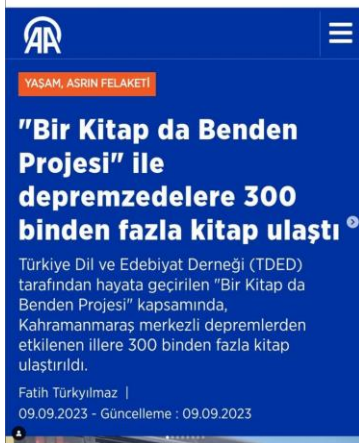 AA
YAŞAM, ASRIN FELAKETİ
"Bir Kitap da Benden
Projesi" ile
depremzedelere 300
binden fazla kitap ulaştı
Türkiye Dil ve Edebiyat Derneği (TDED)
tarafından hayata geçirilen "Bir Kitap da
Benden Projesi" kapsamında,
Kahramanmaraş merkezli depremlerden
etkilenen illere 300 binden fazla kitap
ulaştırıldı.
Fatih Türkyılmaz |
09.09.2023 - Güncelleme : 09.09.2023